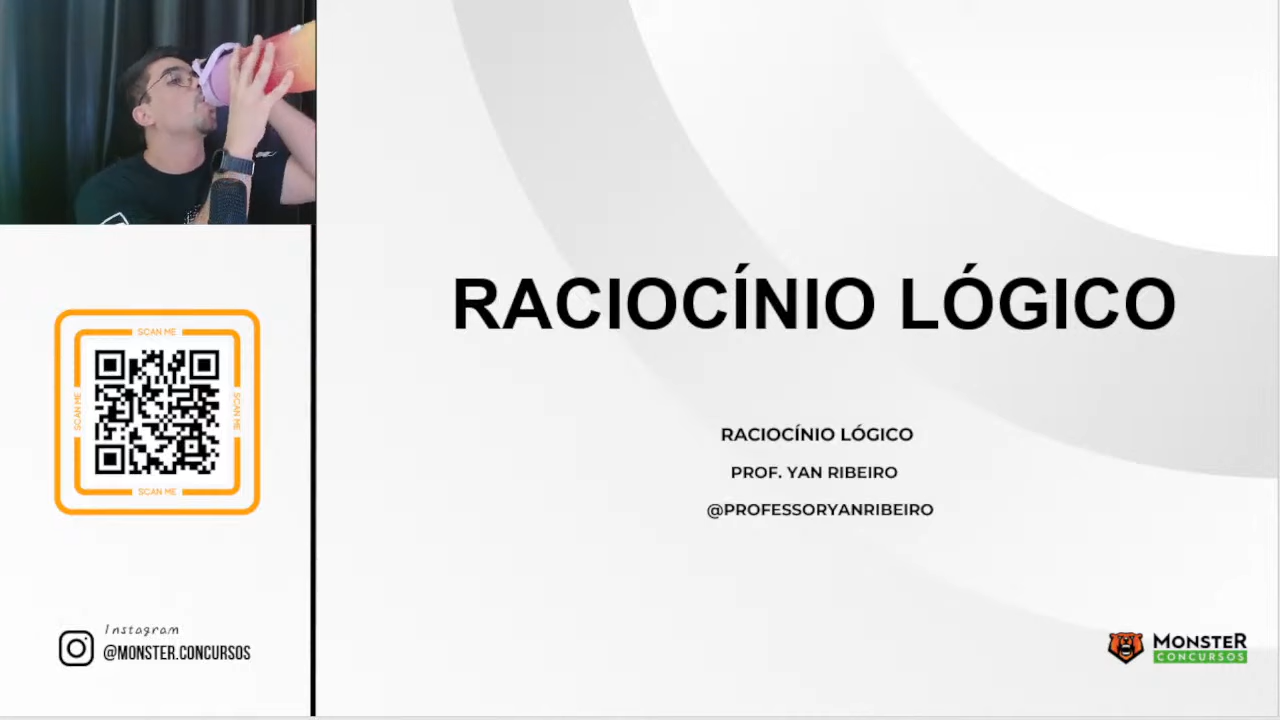 RACIOCÍNIO LÓGICO
RACIOCÍNIO LÓGICO
PROF. YAN RIBEIRO
@PROFESSORYANRIBEIRO
SCAN ME
SCAN ME
SCAN ME
SCAN ME
Instagram
@MONSTER.CONCURSOS
MONSTER
CONCURSOS